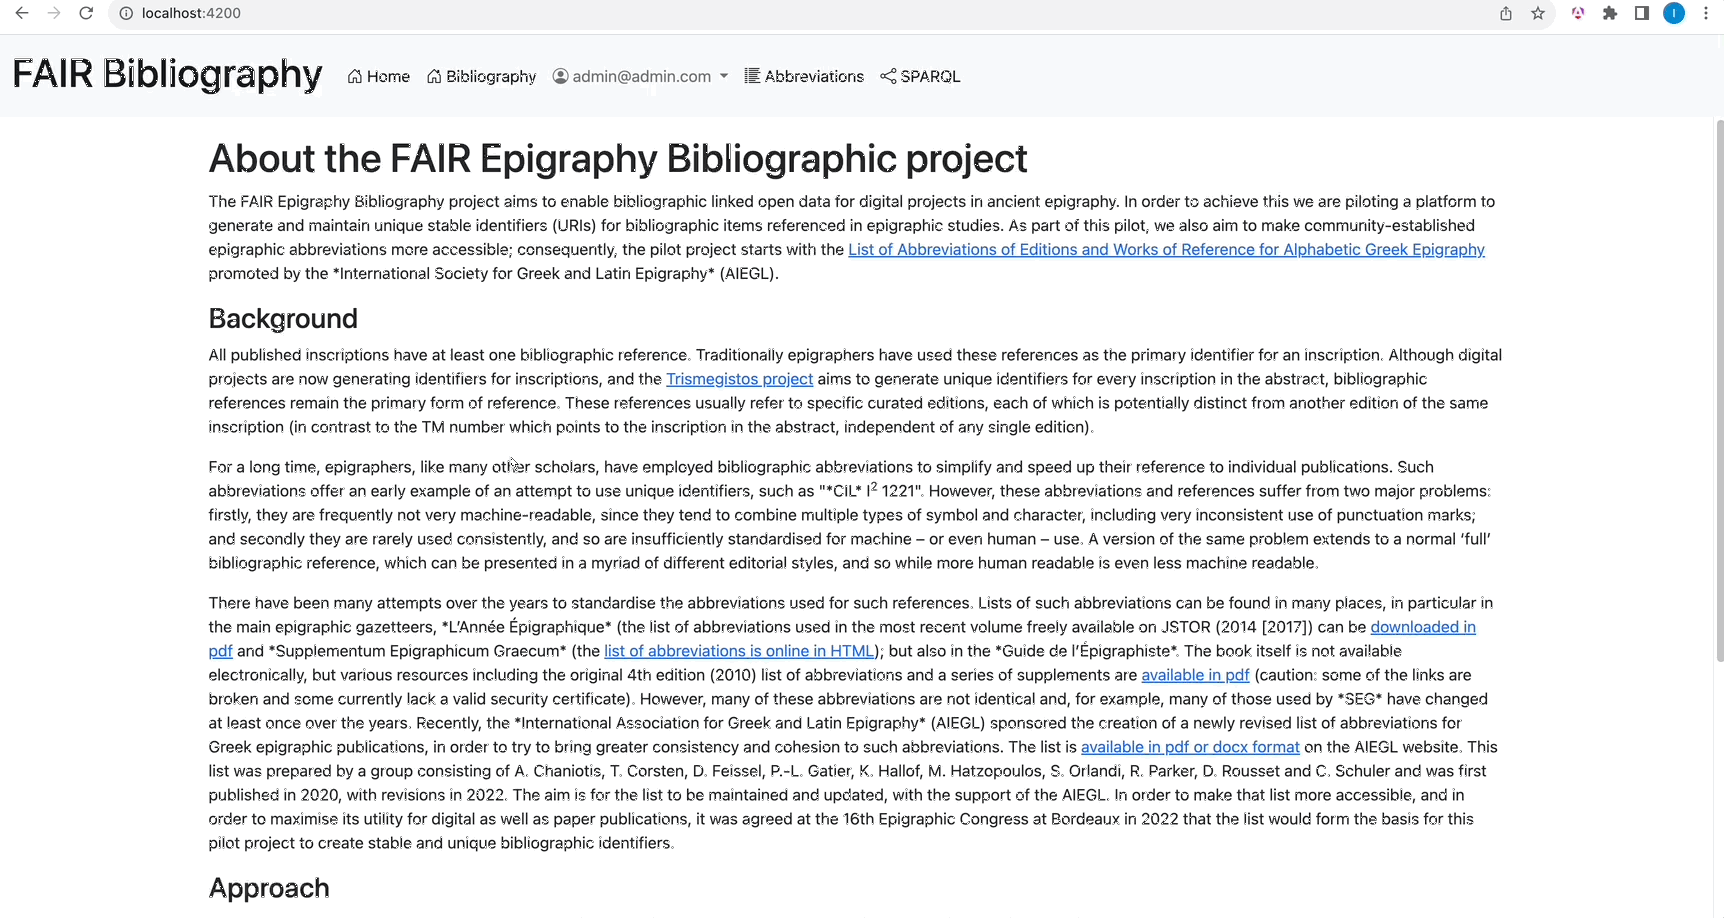 localhost:4200
I
FAIR Bibliography
Home
Bibliography
admin@admin.com
Abbreviations
SPARQL
About the FAIR Epigraphy Bibliographic project
The FAIR Epigraphy Bibliography project aims to enable bibliographic linked open data for digital projects in ancient epigraphy. In order to achieve this we are piloting a platform to
generate and maintain unique stable identifiers (URIs) for bibliographic items referenced in epigraphic studies. As part of this pilot, we also aim to make community-established
epigraphic abbreviations more accessible; consequently, the pilot project starts with the List of Abbreviations of Editions and Works of Reference for Alphabetic Greek Epigraphy
promoted by the *International Society for Greek and Latin Epigraphy* (AIEGL).
Background
All published inscriptions have at least one bibliographic reference. Traditionally epigraphers have used these references as the primary identifier for an inscription. Although digital
projects are now generating identifiers for inscriptions, and the Trismegistos project aims to generate unique identifiers for every inscription in the abstract, bibliographic
references remain the primary form of reference. These references usually refer to specific curated editions, each of which is potentially distinct from another edition of the same
inscription (in contrast to the TM number which points to the inscription in the abstract, independent of any single edition).
For a long time, epigraphers, like many other scholars, have employed bibliographic abbreviations to simplify and speed up their reference to individual publications. Such
abbreviations offer an early example of an attempt to use unique identifiers, such as "*CIL* I² 1221". However, these abbreviations and references suffer from two major problems:
firstly, they are frequently not very machine-readable, since they tend to combine multiple types of symbol and character, including very inconsistent use of punctuation marks;
and secondly they are rarely used consistently, and so are insufficiently standardised for machine – or even human – use. A version of the same problem extends to a normal ‘full’
bibliographic reference, which can be presented in a myriad of different editorial styles, and so while more human readable is even less machine readable.
There have been many attempts over the years to standardise the abbreviations used for such references. Lists of such abbreviations can be found in many places, in particular in
the main epigraphic gazetteers, *L’Année Épigraphique* (the list of abbreviations used in the most recent volume freely available on JSTOR (2014 [2017]) can be downloaded in
pdf and *Supplementum Epigraphicum Graecum* (the list of abbreviations is online in HTML); but also in the *Guide de l’Épigraphiste*. The book itself is not available
electronically, but various resources including the original 4th edition (2010) list of abbreviations and a series of supplements are available in pdf (caution: some of the links are
broken and some currently lack a valid security certificate). However, many of these abbreviations are not identical and, for example, many of those used by *SEG* have changed
at least once over the years. Recently, the *International Association for Greek and Latin Epigraphy* (AIEGL) sponsored the creation of a newly revised list of abbreviations for
Greek epigraphic publications, in order to try to bring greater consistency and cohesion to such abbreviations. The list is available in pdf or docx format on the AIEGL website. This
list was prepared by a group consisting of A. Chaniotis, T. Corsten, D. Feissel, P.-L. Gatier, K. Hallof, M. Hatzopoulos, S. Orlandi, R. Parker, D. Rousset and C. Schuler and was first
published in 2020, with revisions in 2022. The aim is for the list to be maintained and updated, with the support of the AIEGL. In order to make that list more accessible, and in
order to maximise its utility for digital as well as paper publications, it was agreed at the 16th Epigraphic Congress at Bordeaux in 2022 that the list would form the basis for this
pilot project to create stable and unique bibliographic identifiers.
Approach